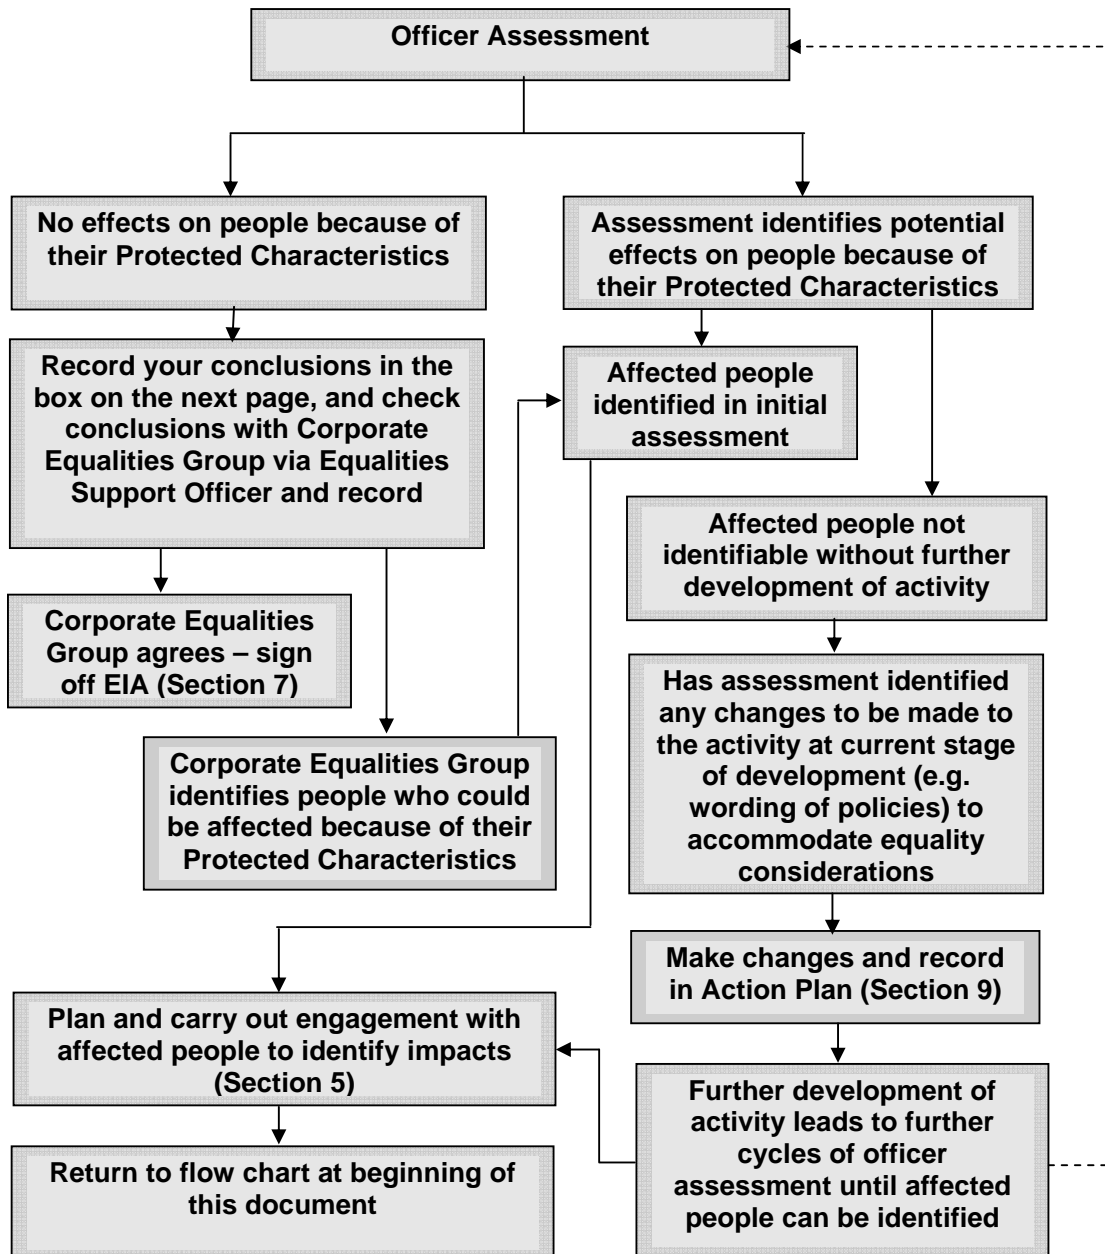 Officer Assessment
No effects on people because of
their Protected Characteristics
Assessment identifies potential
effects on people because of
their Protected Characteristics
Record your conclusions in the
box on the next page, and check
conclusions with Corporate
Equalities Group via Equalities
Support Officer and record
Affected people
identified in initial
assessment
Affected people not
identifiable without further
development of activity
Corporate Equalities
Group agrees – sign
off EIA (Section 7)
Has assessment identified
any changes to be made to
the activity at current stage
of development (e.g.
wording of policies) to
accommodate equality
considerations
Corporate Equalities Group
identifies people who could
be affected because of their
Protected Characteristics
Make changes and record
in Action Plan (Section 9)
Plan and carry out engagement with
affected people to identify impacts
(Section 5)
Further development of
activity leads to further
cycles of officer
assessment until affected
people can be identified
Return to flow chart at beginning of
this document